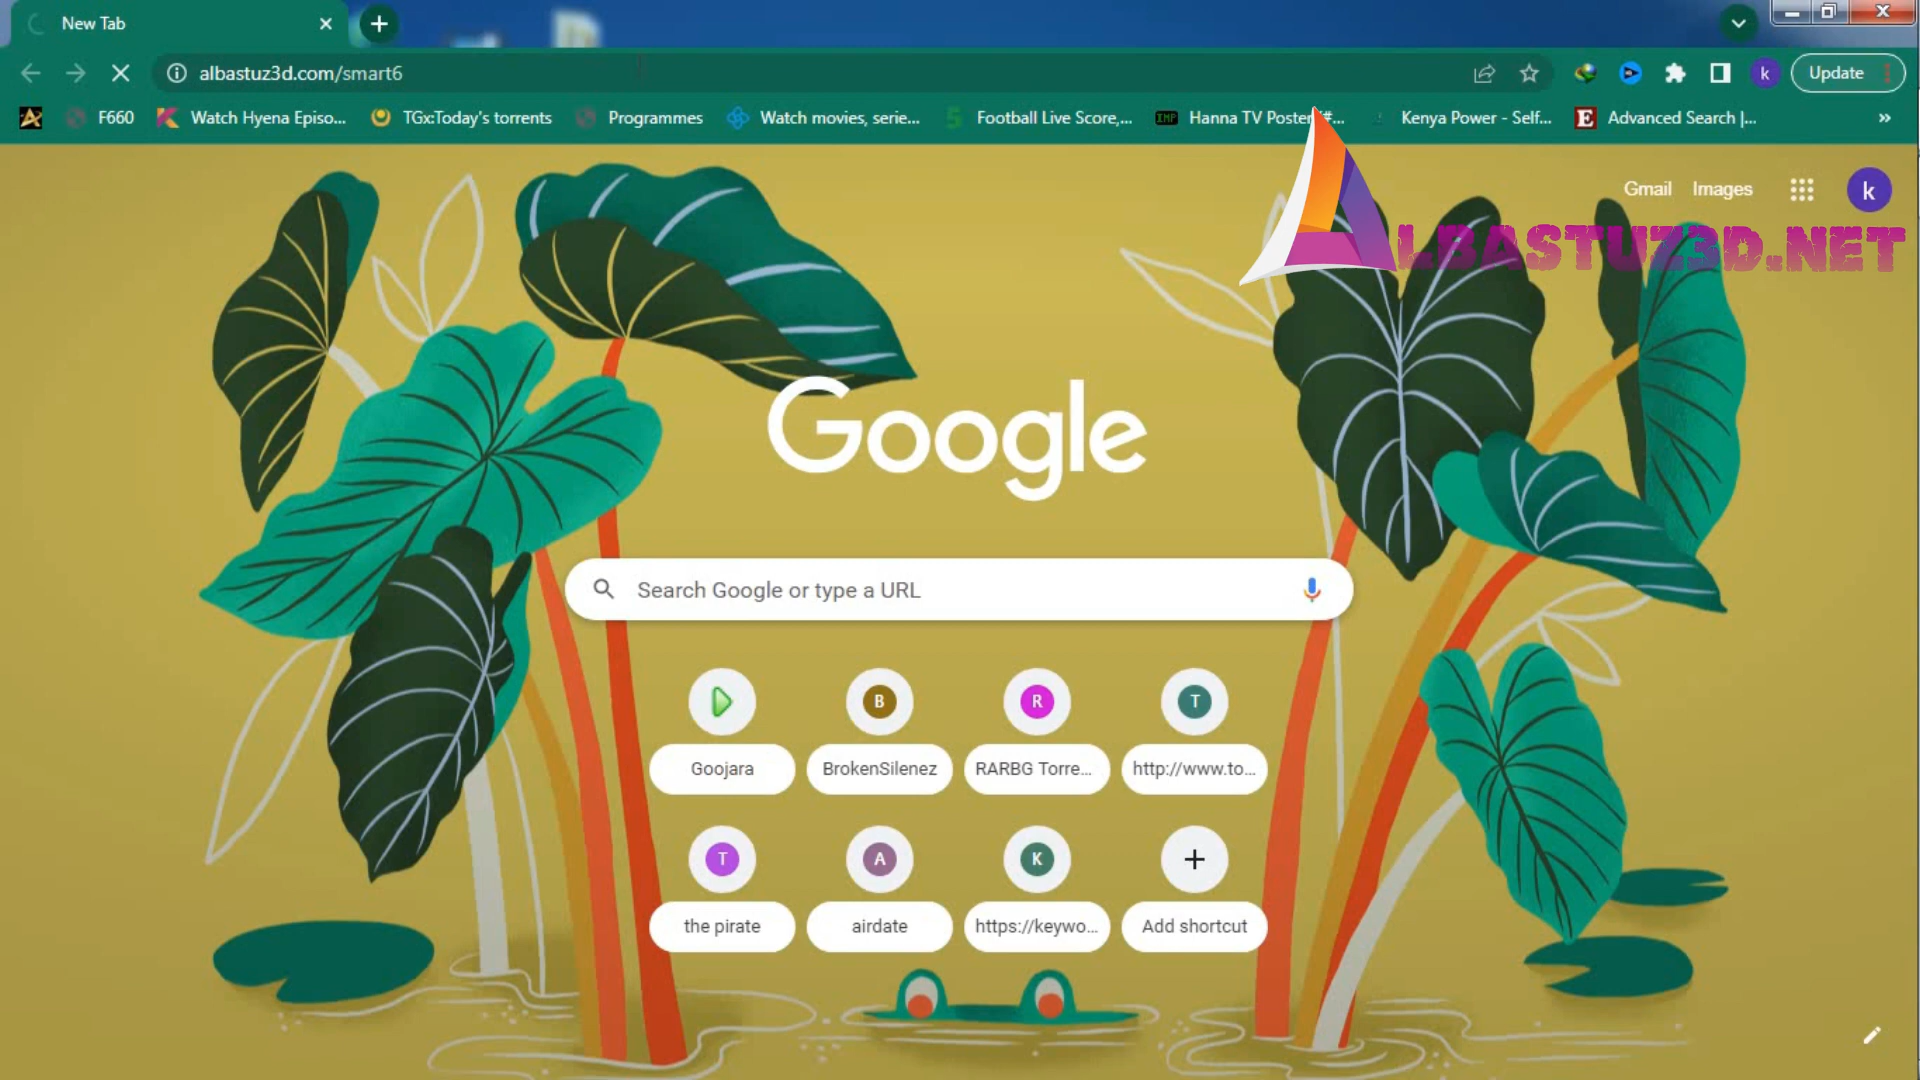 New Tab
albastuz3d.com/smart6
Update
F660
Watch Hyena Episo...
TGx:Today's torrents
Programmes
Watch movies, serie...
Football Live Score,...
Hanna TV Poster (#...
Kenya Power - Self...
Advanced Search |...
Gmail
Images
k
ALBASTUZ3D.NET
Google
Search Google or type a URL
B
R
T
Goojara
BrokenSilenez
RARBG Torre...
http://www.to...
T
A
K
the pirate
airdate
https://keywo...
Add shortcut